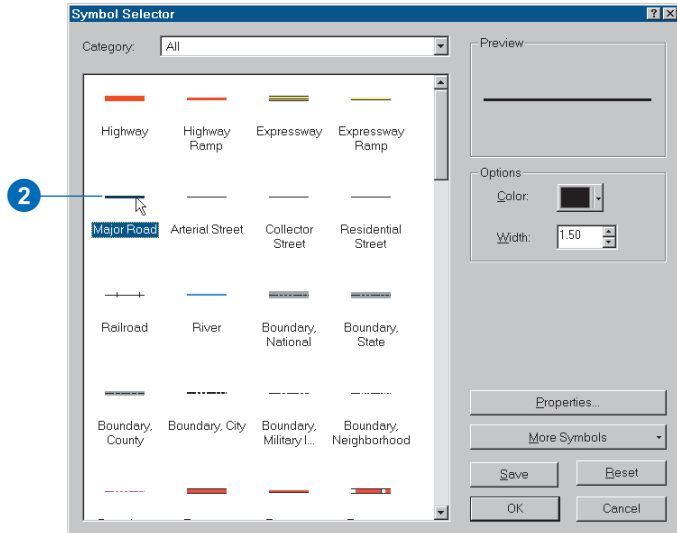 Symbol Selector
Category: All
Preview
Highway
Highway
Ramp
Expressway
Expressway
Ramp
2
Options
Color:
Width: 1.50
Major Road
Arterial Street
Collector
Street
Residential
Street
Railroad
River
Boundary,
National
Boundary,
State
Boundary,
County
Boundary, City
Boundary,
Military I...
Boundary,
Neighborhood
Properties...
More Symbols
Save
Reset
OK
Cancel